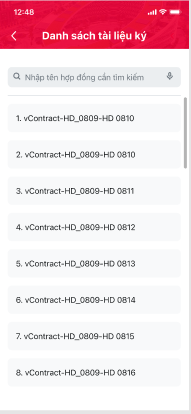 12:48
Danh sách tài liệu ký
Nhập tên hợp đồng cần tìm kiếm
1. vContract-HD_0809-HD 0810
2. vContract-HD_0809-HD 0810
3. vContract-HD_0809-HD 0811
4. vContract-HD_0809-HD 0812
5. vContract-HD_0809-HD 0813
6. vContract-HD_0809-HD 0814
7. vContract-HD_0809-HD 0815
8. vContract-HD_0809-HD 0816